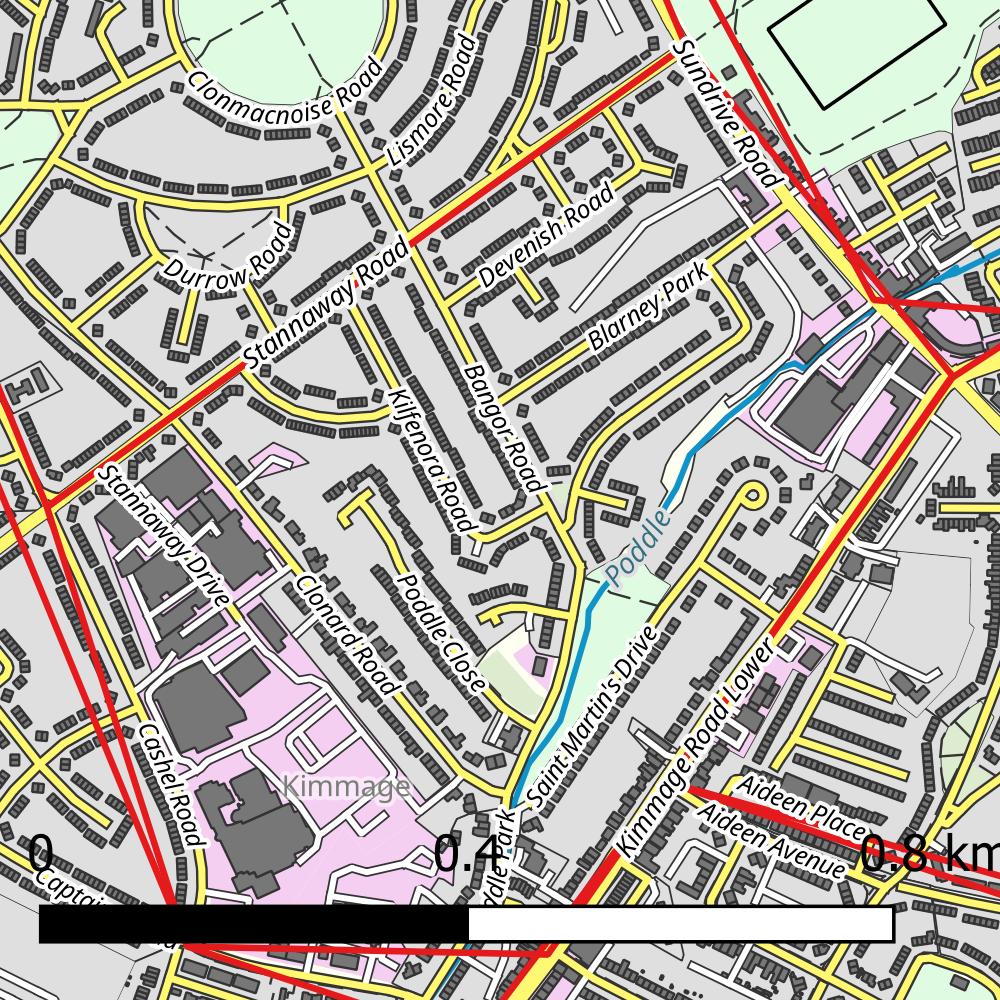 Clonmacnoise Road
Lismore Road
Sundrive Road
Durrow Road
Devenish Road
Stannaway Road
Blarney Park
Kilfenora Road
Bangor Road
Stannaway Drive
Poddle
Clonard Road
Poddle Close
Saint Martin's Drive
Kimmage Road Lower
Cashel Road
Kimmage
Aideen Place
Aideen Avenue
0
0.4
0.8 km